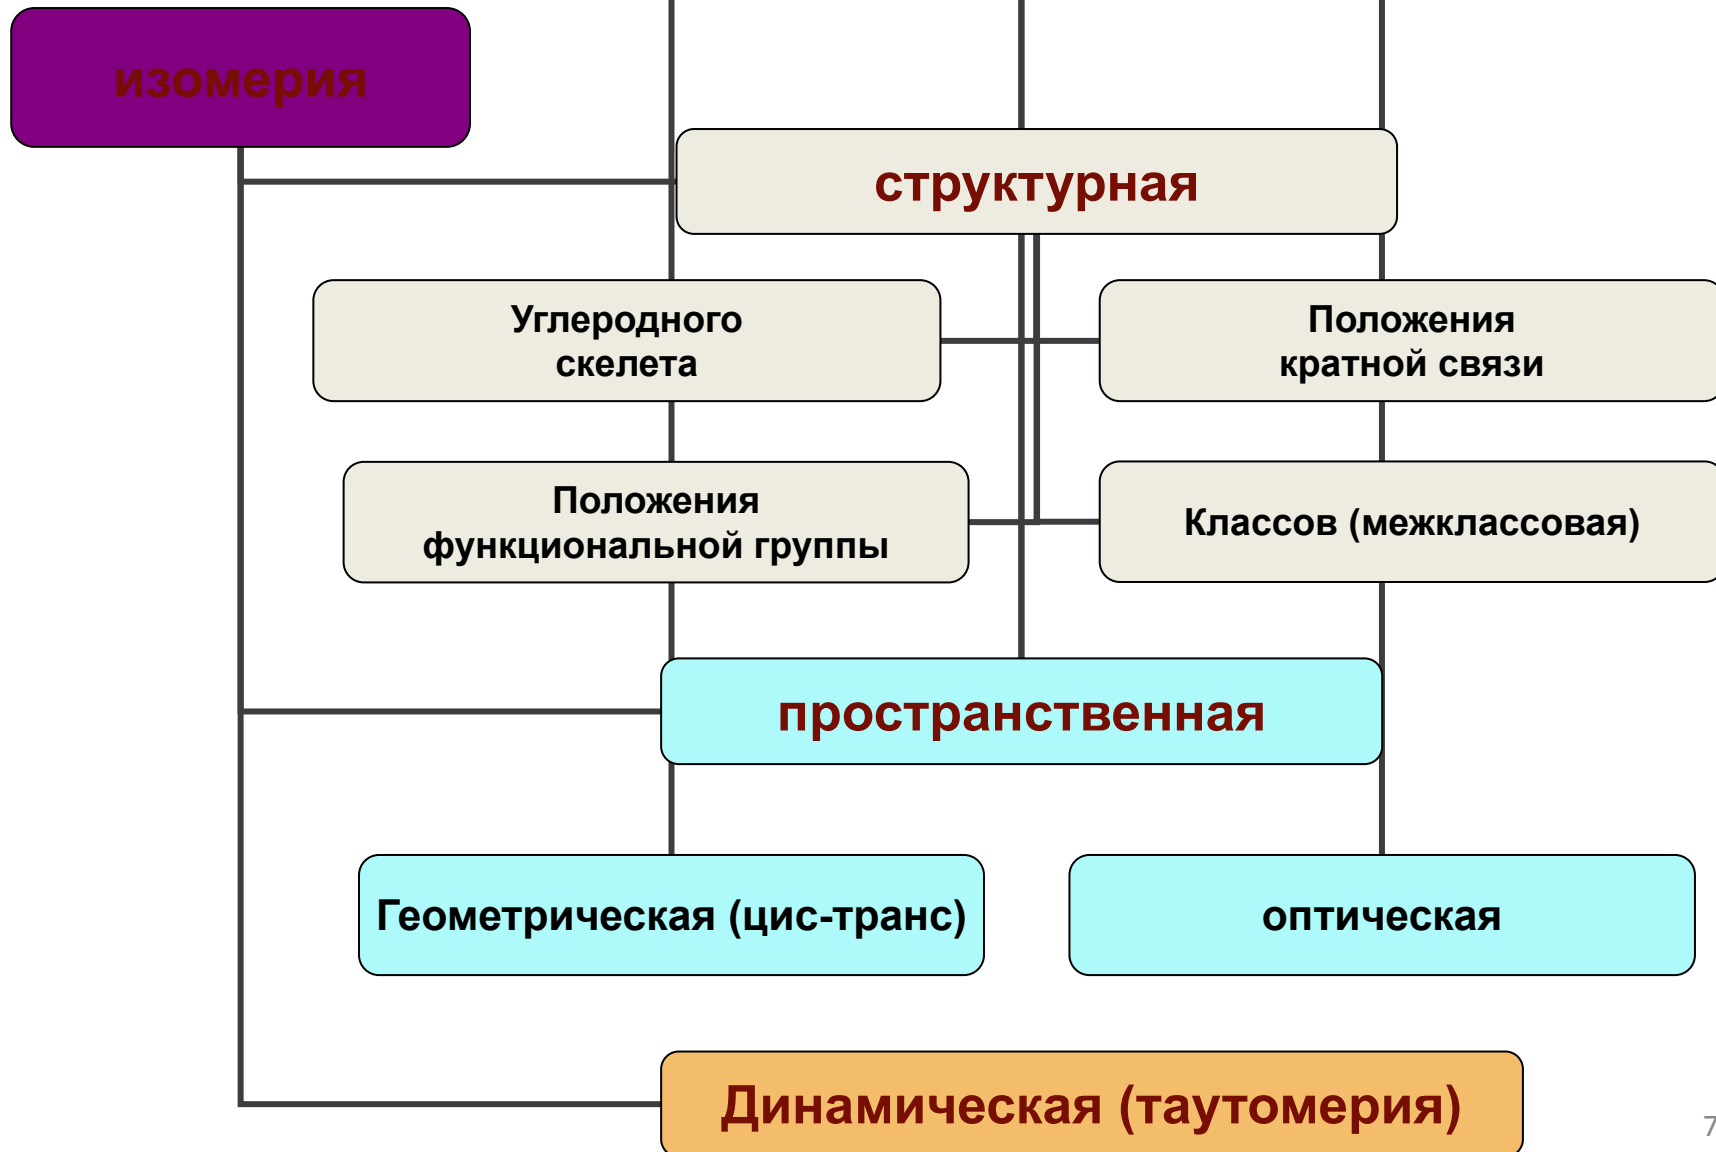 изомерия
структурная
Углеродного
скелета
Положения
кратной связи
Положения
функциональной группы
Классов (межклассовая)
пространственная
Геометрическая (цис-транс)
оптическая
Динамическая (таутомерия)
7